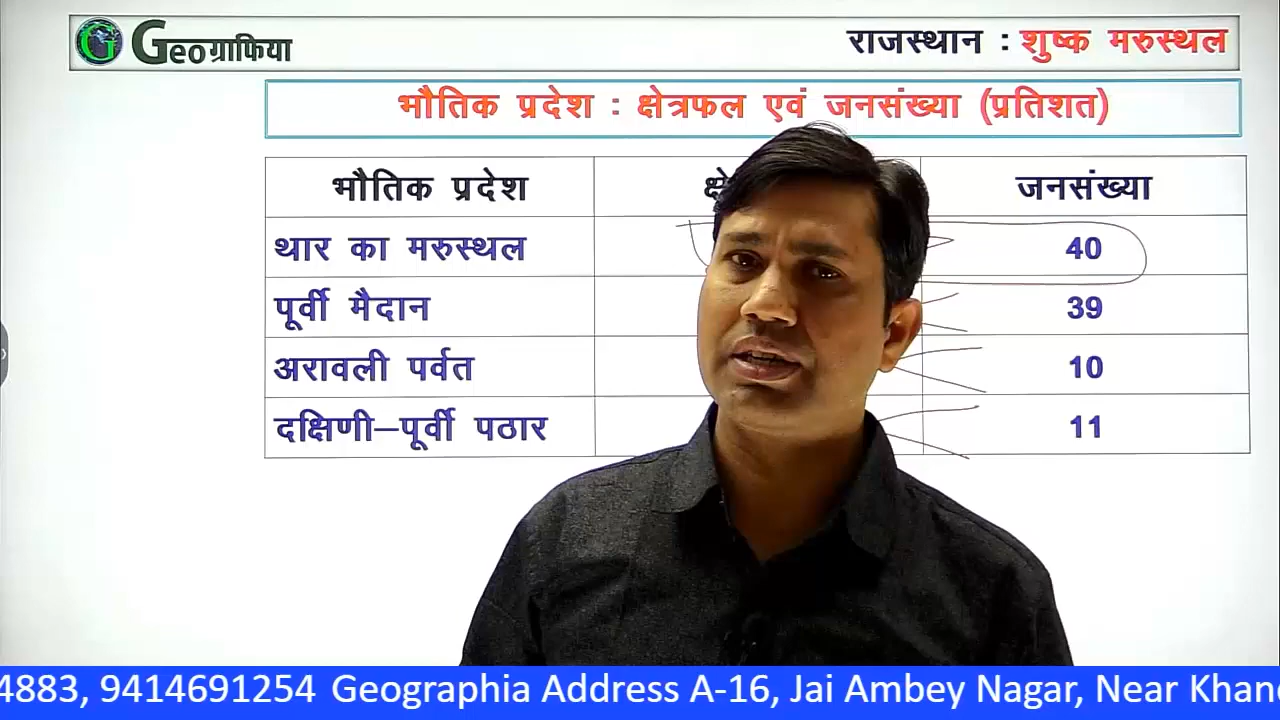 Geoग्राफिया
राजस्थान : शुष्क मरुस्थल
भौतिक प्रदेश : क्षेत्रफल एवं जनसंख्या (प्रतिशत)
भौतिक प्रदेश जनसंख्या
थार का मरुस्थल 40
पूर्वी मैदान 39
अरावली पर्वत 10
दक्षिणी–पूर्वी पठार 11
4883, 9414691254 Geographia Address A-16, Jai Ambey Nagar, Near